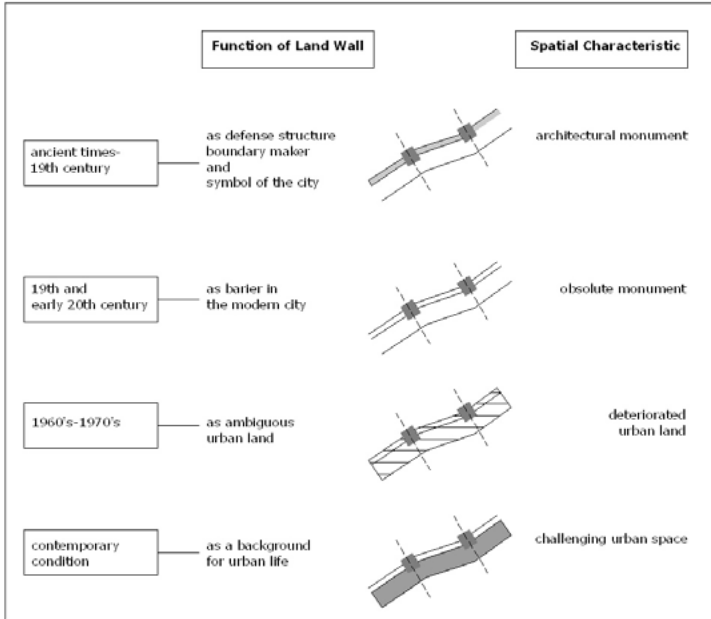 Function of Land Wall
Spatial Characteristic
ancient times-
19th century
as defense structure
boundary maker
and
symbol of the city
architectural monument
19th and
early 20th century
as barier in
the modern city
obsolute monument
1960's-1970's
as ambiguous
urban land
deteriorated
urban land
contemporary
condition
as a background
for urban life
challenging urban space